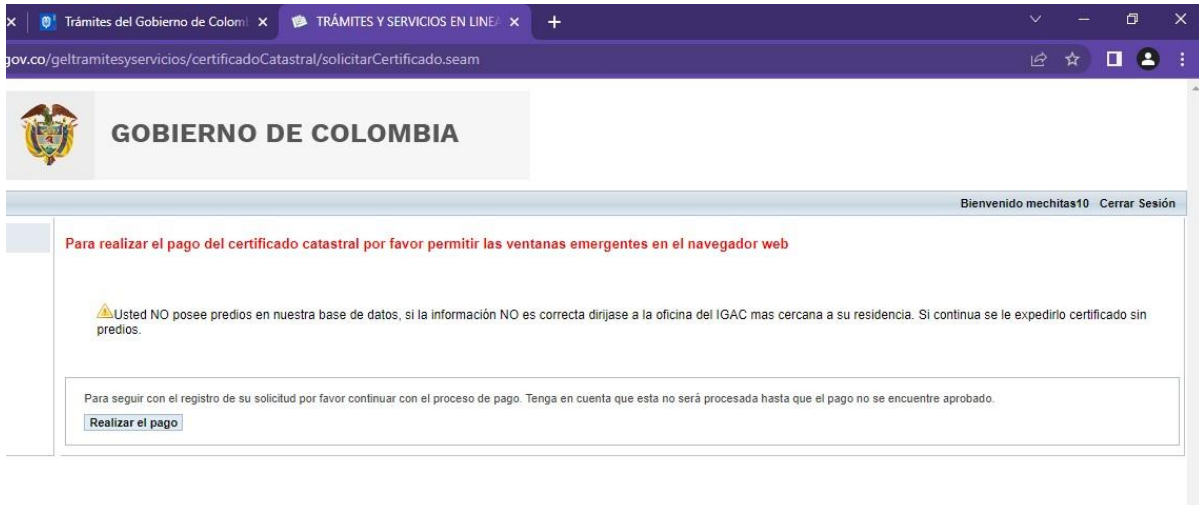 Trámites del Gobierno de Colom
TRÁMITES Y SERVICIOS EN LINEA
gov.co/geltramitesyservicios/certificadoCatastral/solicitarCertificado.seam
GOBIERNO DE COLOMBIA
Bienvenido mechitas10 Cerrar Sesión
Para realizar el pago del certificado catastral por favor permitir las ventanas emergentes en el navegador web
Usted NO posee predios en nuestra base de datos, si la información NO es correcta dirijase a la oficina del IGAC mas cercana a su residencia. Si continua se le expedirlo certificado sin
predios.
Para seguir con el registro de su solicitud por favor continuar con el proceso de pago. Tenga en cuenta que esta no será procesada hasta que el pago no se encuentre aprobado.
Realizar el pago